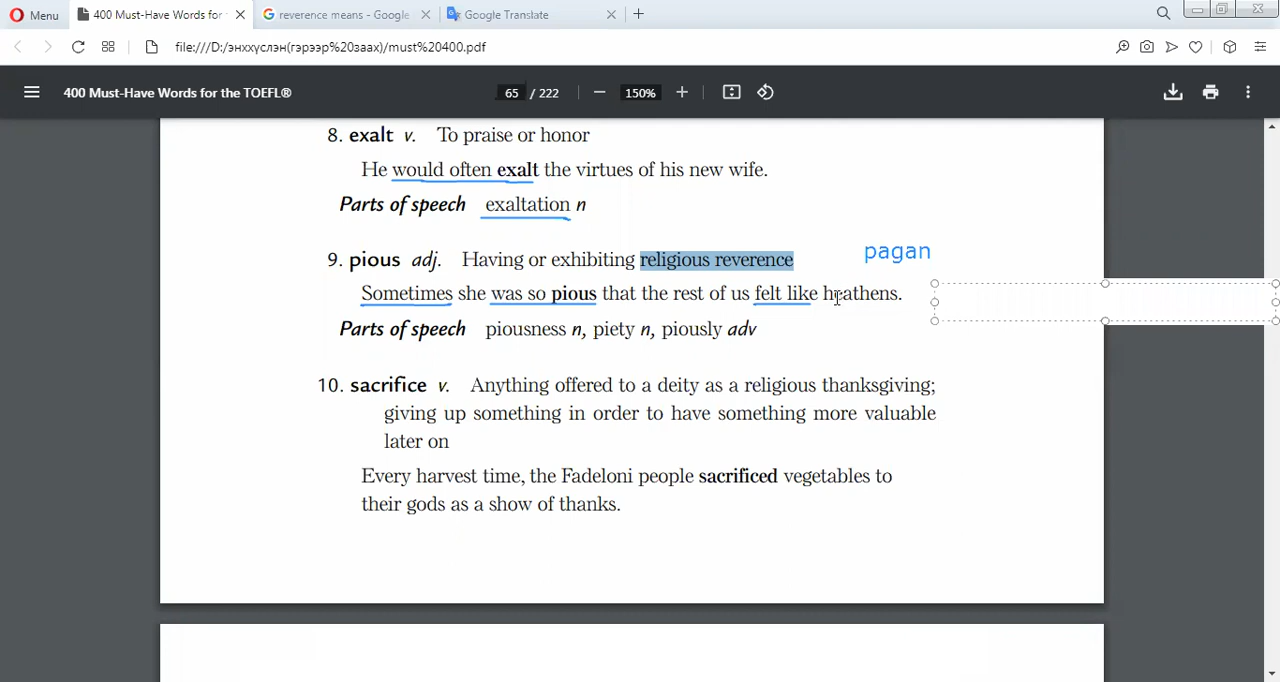 Menu
400 Must-Have Words for
reverence means - Google
Google Translate
file:///D:/энххүслэн(гэрээр%20заах)/must%20400.pdf
400 Must-Have Words for the TOEFL®
65 / 222
150%
8. exalt v. To praise or honor
He would often exalt the virtues of his new wife.
Parts of speech exaltation n
9. pious adj. Having or exhibiting religious reverence
pagan
Sometimes she was so pious that the rest of us felt like heathens.
Parts of speech piousness n, piety n, piously adv
10. sacrifice v. Anything offered to a deity as a religious thanksgiving;
giving up something in order to have something more valuable
later on
Every harvest time, the Fadeloni people sacrificed vegetables to
their gods as a show of thanks.